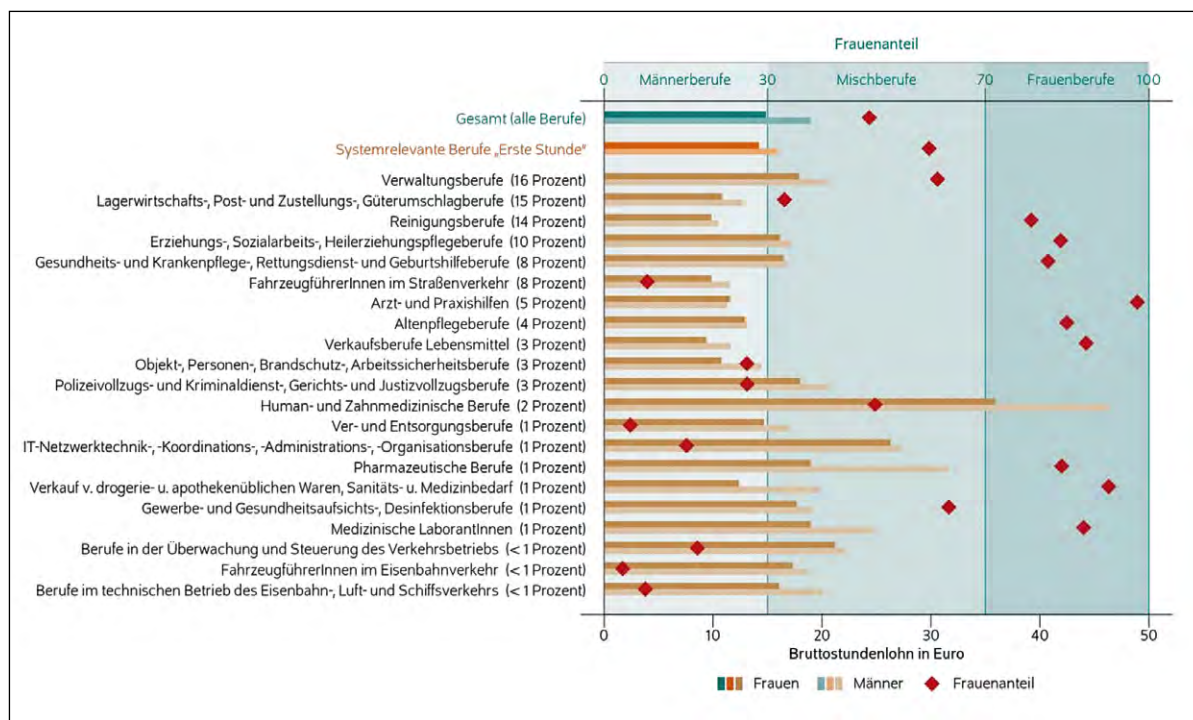 Frauenanteil
0 Männerberufe 30 Mischberufe 70 Frauenberufe 100
Gesamt (alle Berufe)
Systemrelevante Berufe „Erste Stunde“
Verwaltungsberufe (16 Prozent)
Lagerwirtschafts-, Post- und Zustellungs-, Güterumschlagberufe (15 Prozent)
Reinigungsberufe (14 Prozent)
Erziehungs-, Sozialarbeits-, Heilerziehungspflegeberufe (10 Prozent)
Gesundheits- und Krankenpflege-, Rettungsdienst- und Geburtshilfeberufe (8 Prozent)
FahrzeugführerInnen im Straßenverkehr (8 Prozent)
Arzt- und Praxishilfen (5 Prozent)
Altenpflegeberufe (4 Prozent)
Verkaufsberufe Lebensmittel (3 Prozent)
Objekt-, Personen-, Brandschutz-, Arbeitssicherheitsberufe (3 Prozent)
Polizeivollzugs- und Kriminaldienst-, Gerichts- und Justizvollzugsberufe (3 Prozent)
Human- und Zahnmedizinische Berufe (2 Prozent)
Ver- und Entsorgungsberufe (1 Prozent)
IT-Netzwerktechnik-, -Koordinations-, -Administrations-, -Organisationsberufe (1 Prozent)
Pharmazeutische Berufe (1 Prozent)
Verkauf v. drogerie- u. apothekenüblichen Waren, Sanitäts- u. Medizinbedarf (1 Prozent)
Gewerbe- und Gesundheitsaufsichts-, Desinfektionsberufe (1 Prozent)
Medizinische LaborantInnen (1 Prozent)
Berufe in der Überwachung und Steuerung des Verkehrsbetriebs (< 1 Prozent)
FahrzeugführerInnen im Eisenbahnverkehr (< 1 Prozent)
Berufe im technischen Betrieb des Eisenbahn-, Luft- und Schiffsverkehrs (< 1 Prozent)
0 10 20 30 40 50
Bruttostundenlohn in Euro
Frauen Männer Frauenanteil